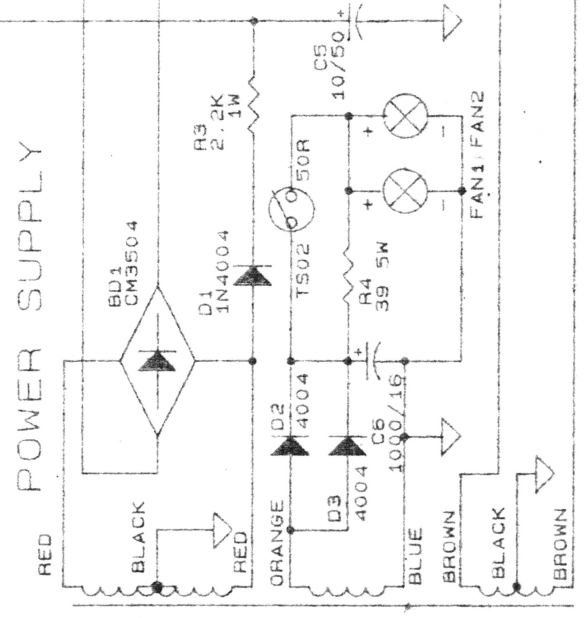 POWER SUPPLY
BD1
CM3504
D1
1N4004
R3
2.2K
1W
C5
10/50
+
TS02
50R
R4
39 5W
+
-
+
-
FAN1
FAN2
D2
4004
D3
4004
+
C6
1000/16
RED
BLACK
RED
ORANGE
BLUE
BROWN
BLACK
BROWN